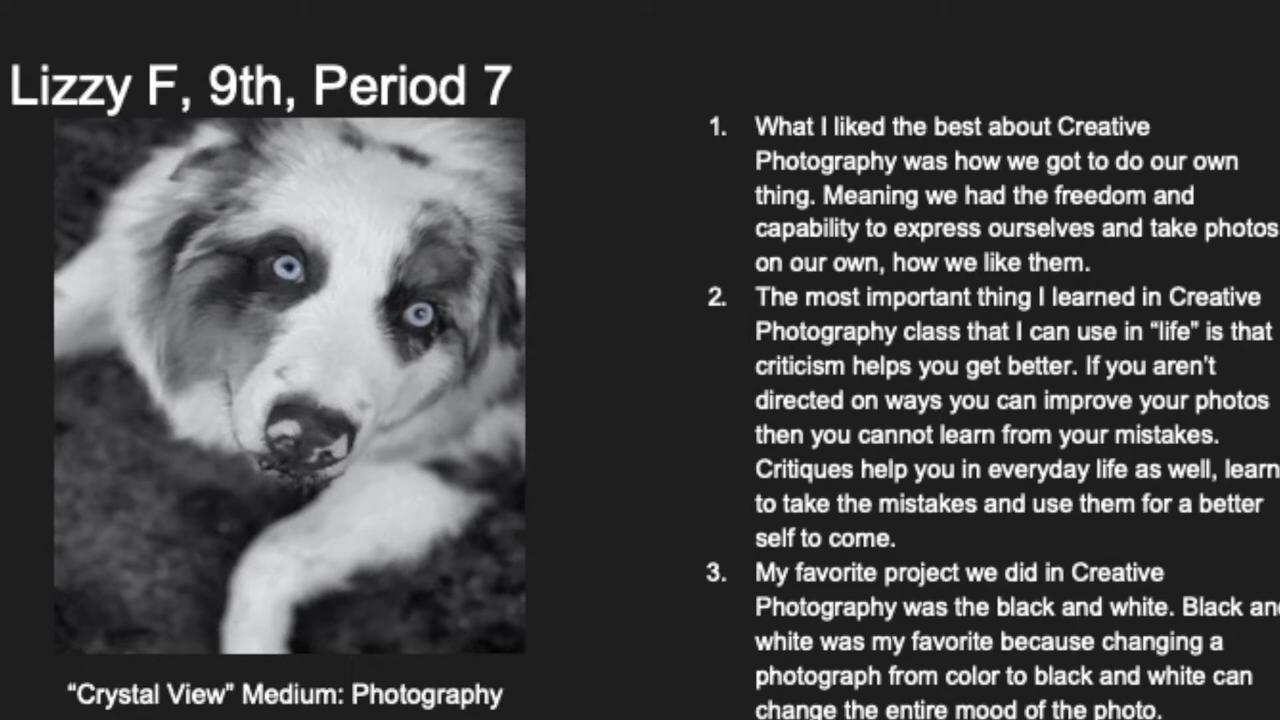 Lizzy F, 9th, Period 7
“Crystal View” Medium: Photography
1. What I liked the best about Creative
Photography was how we got to do our own
thing. Meaning we had the freedom and
capability to express ourselves and take photos
on our own, how we like them.
2. The most important thing I learned in Creative
Photography class that I can use in “life” is that
criticism helps you get better. If you aren’t
directed on ways you can improve your photos
then you cannot learn from your mistakes.
Critiques help you in everyday life as well, learn
to take the mistakes and use them for a better
self to come.
3. My favorite project we did in Creative
Photography was the black and white. Black and
white was my favorite because changing a
photograph from color to black and white can
change the entire mood of the photo.